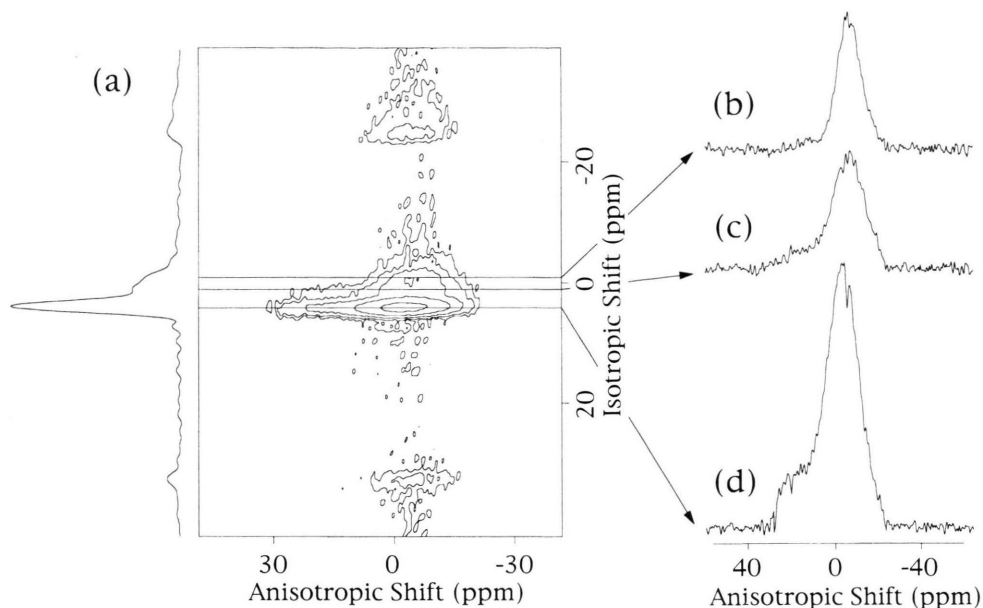 (a)
-20
0
20
Isotropic Shift (ppm)
30 0 -30
Anisotropic Shift (ppm)
(b)
(c)
(d)
40 0 -40
Anisotropic Shift (ppm)